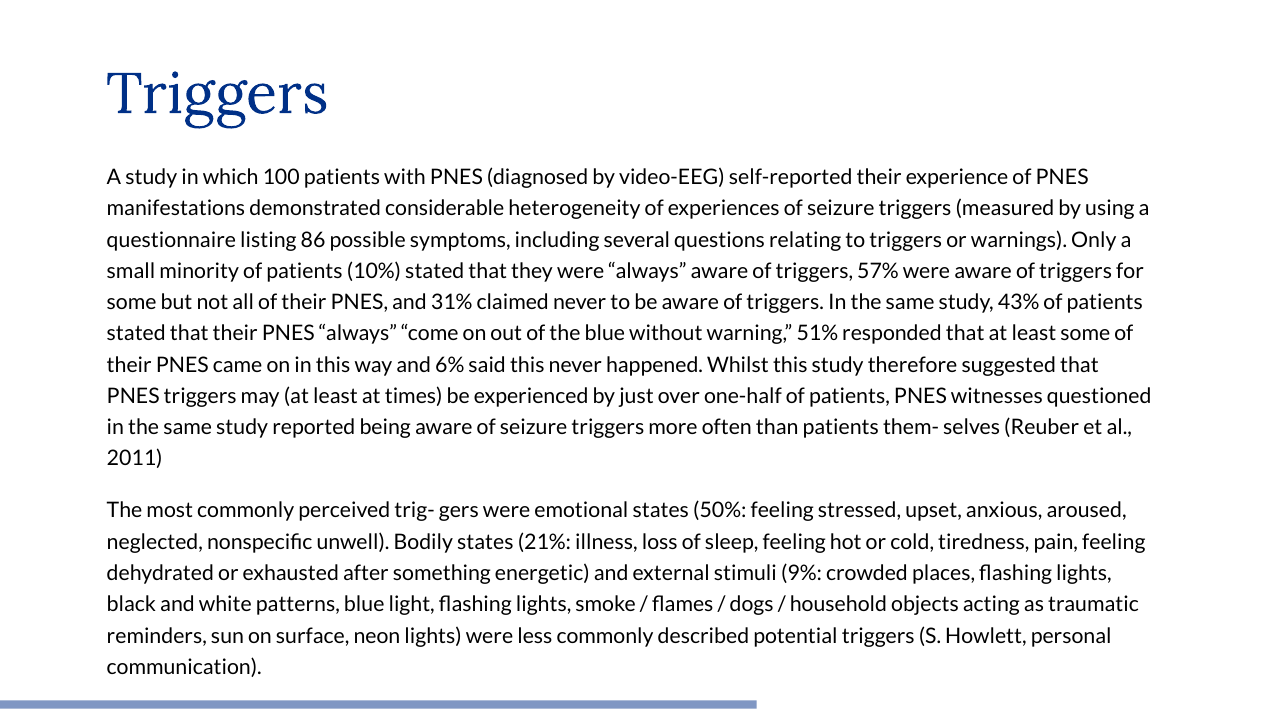 Triggers
A study in which 100 patients with PNES (diagnosed by video-EEG) self-reported their experience of PNES
manifestations demonstrated considerable heterogeneity of experiences of seizure triggers (measured by using a
questionnaire listing 86 possible symptoms, including several questions relating to triggers or warnings). Only a
small minority of patients (10%) stated that they were “always” aware of triggers, 57% were aware of triggers for
some but not all of their PNES, and 31% claimed never to be aware of triggers. In the same study, 43% of patients
stated that their PNES “always” “come on out of the blue without warning,” 51% responded that at least some of
their PNES came on in this way and 6% said this never happened. Whilst this study therefore suggested that
PNES triggers may (at least at times) be experienced by just over one-half of patients, PNES witnesses questioned
in the same study reported being aware of seizure triggers more often than patients them- selves (Reuber et al.,
2011)
The most commonly perceived trig- gers were emotional states (50%: feeling stressed, upset, anxious, aroused,
neglected, nonspecific unwell). Bodily states (21%: illness, loss of sleep, feeling hot or cold, tiredness, pain, feeling
dehydrated or exhausted after something energetic) and external stimuli (9%: crowded places, flashing lights,
black and white patterns, blue light, flashing lights, smoke / flames / dogs / household objects acting as traumatic
reminders, sun on surface, neon lights) were less commonly described potential triggers (S. Howlett, personal
communication).